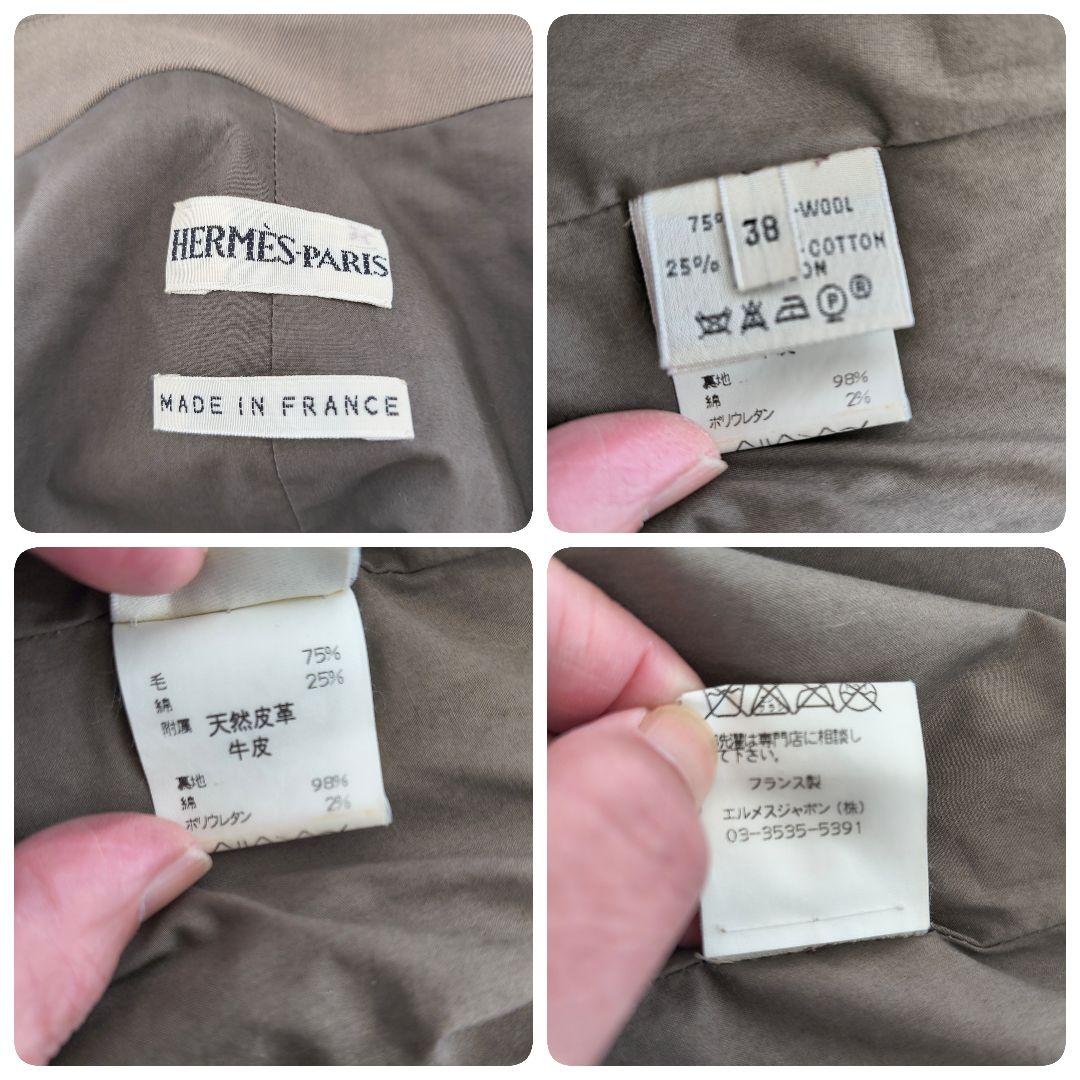 HERMÈS-PARIS
MADE IN FRANCE
38
75% -WOOL
25% -COTTON
ON
P R
裏地
綿 98%
ポリウレタン 2%
毛 75%
綿 25%
附属 天然皮革
牛皮
裏地
綿 98%
ポリウレタン 2%
洗濯は専門店に相談し
て下さい。
フランス製
エルメスジャポン(株)
03-3535-5391